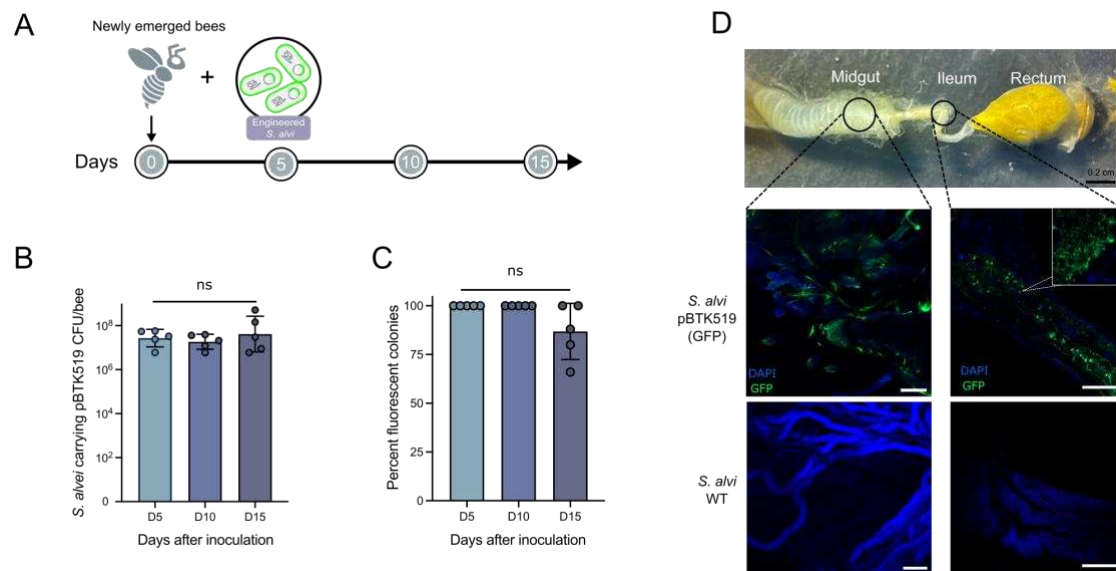 A
Newly emerged bees
+
Engineered
S. alvi
Days
0
5
10
15
B
S. alvei carrying pBTK519 CFU/bee
ns
10⁸
10⁶
10⁴
10²
0
D5
D10
D15
Days after inoculation
C
Percent fluorescent colonies
ns
100
75
50
25
0
D5
D10
D15
Days after inoculation
D
Midgut
Ileum
Rectum
0.2 cm
S. alvi
pBTK519
(GFP)
DAPI
GFP
DAPI
GFP
S. alvi
WT